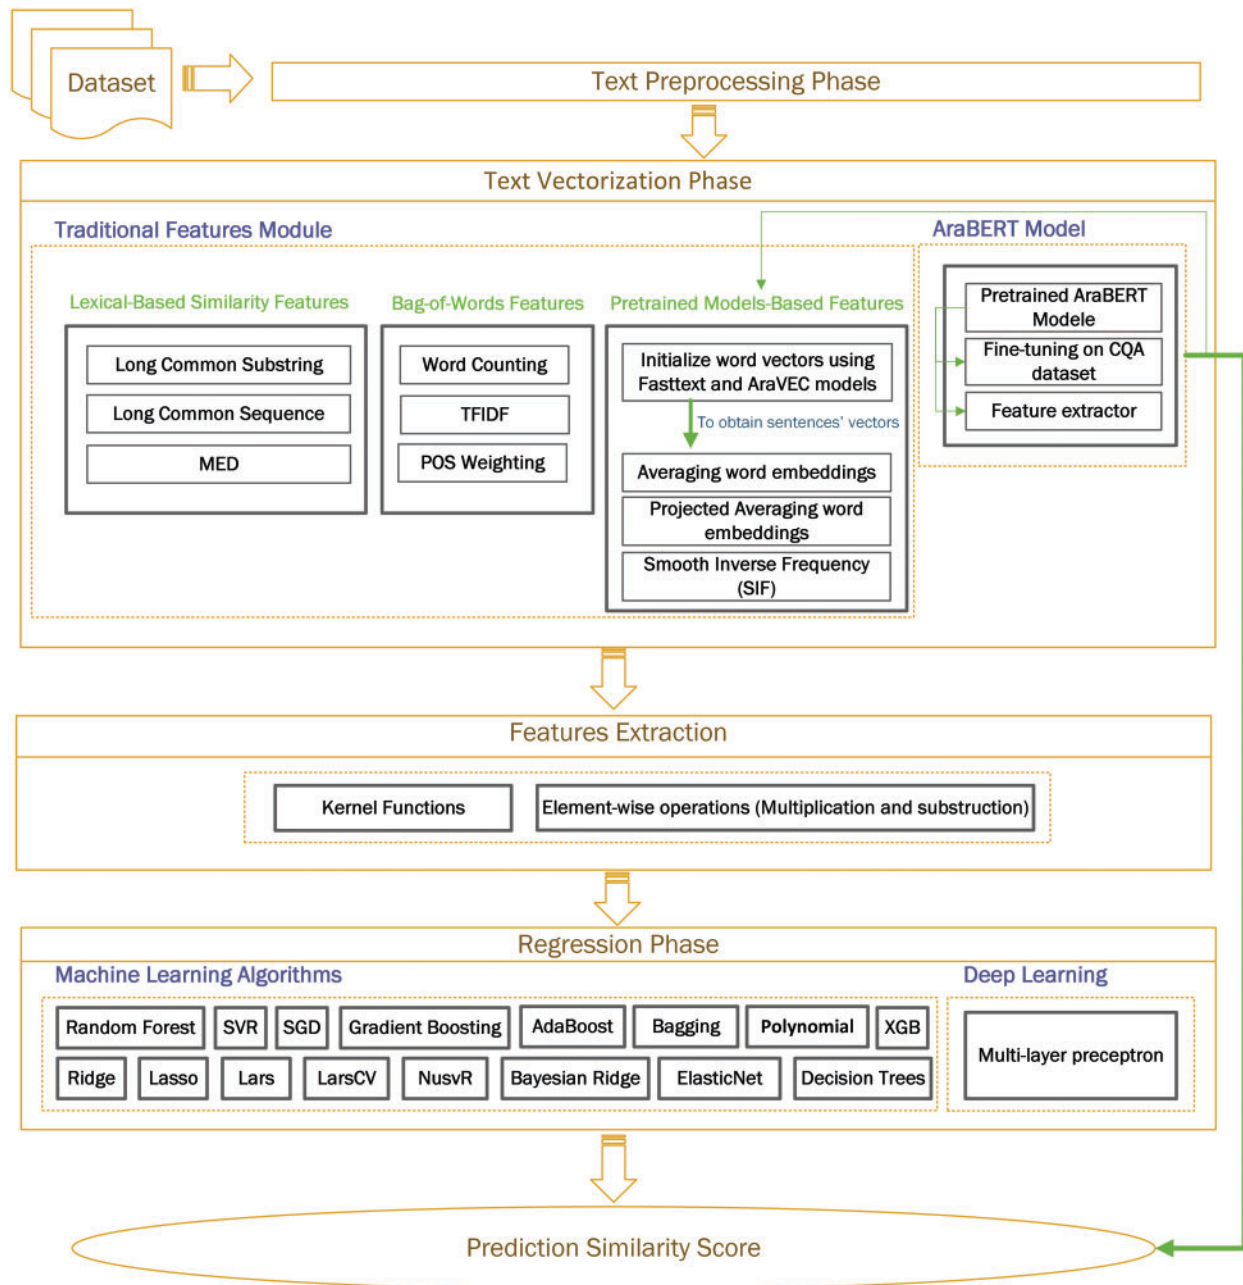 Dataset
Text Preprocessing Phase
Text Vectorization Phase
Traditional Features Module
AraBERT Model
Lexical-Based Similarity Features
Long Common Substring
Long Common Sequence
MED
Bag-of-Words Features
Word Counting
TFIDF
POS Weighting
Pretrained Models-Based Features
Initialize word vectors using
Fasttext and AraVEC models
To obtain sentences' vectors
Averaging word embeddings
Projected Averaging word
embeddings
Smooth Inverse Frequency
(SIF)
Pretrained AraBERT
Modele
Fine-tuning on CQA
dataset
Feature extractor
Features Extraction
Kernel Functions
Element-wise operations (Multiplication and substruction)
Regression Phase
Machine Learning Algorithms
Deep Learning
Random Forest
SVR
SGD
Gradient Boosting
AdaBoost
Bagging
Polynomial
XGB
Ridge
Lasso
Lars
LarsCV
NusvR
Bayesian Ridge
ElasticNet
Decision Trees
Multi-layer preceptron
Prediction Similarity Score